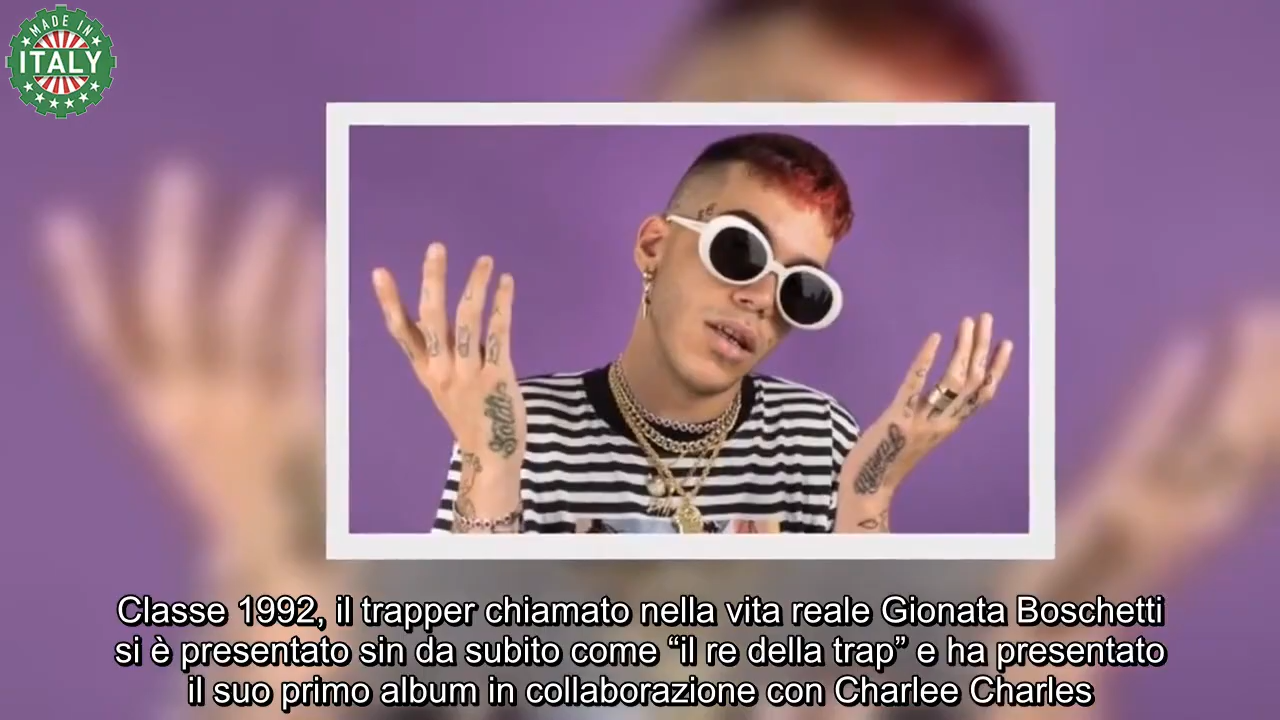 MADE IN
ITALY
Classe 1992, il trapper chiamato nella vita reale Gionata Boschetti
si è presentato sin da subito come “il re della trap” e ha presentato
il suo primo album in collaborazione con Charlee Charles